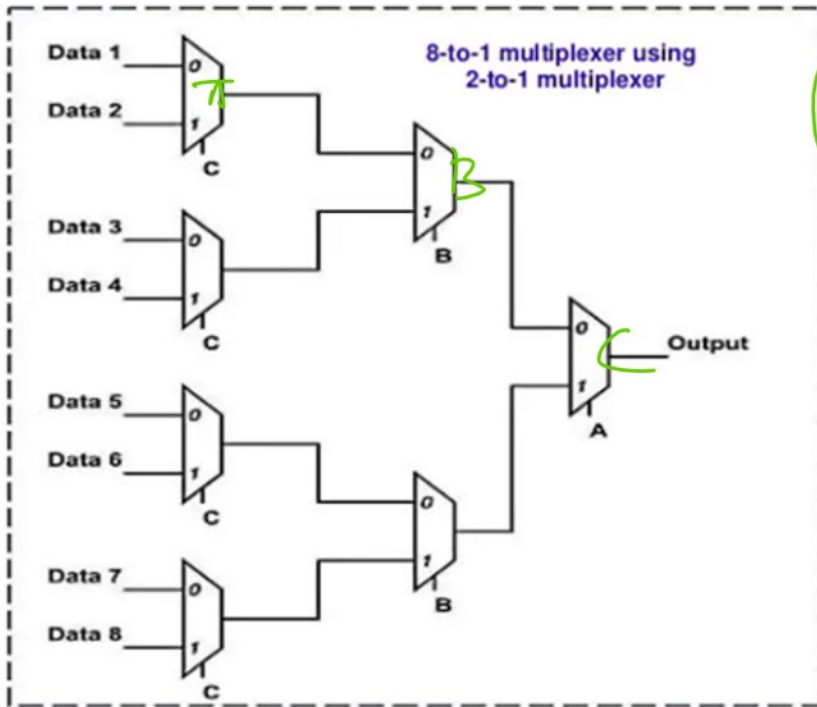 8-to-1 multiplexer using
2-to-1 multiplexer
Data 1
0
Data 2
1
C
Data 3
0
Data 4
1
C
0
B
1
B
Data 5
0
Data 6
1
C
Data 7
0
Data 8
1
C
0
1
B
0
C
1
A
Output